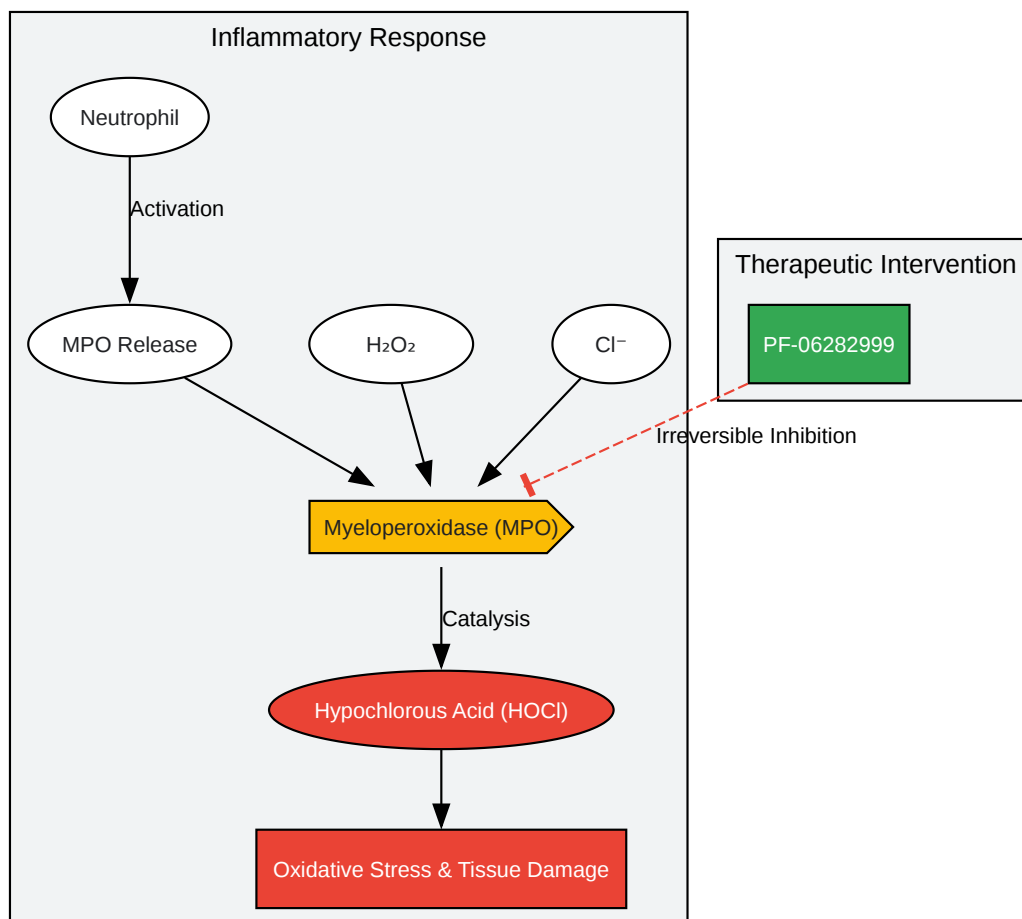 Inflammatory Response
Neutrophil
Activation
Therapeutic Intervention
MPO Release
H₂O₂
Cl⁻
PF-06282999
Irreversible Inhibition
Myeloperoxidase (MPO)
Catalysis
Hypochlorous Acid (HOCl)
Oxidative Stress & Tissue Damage